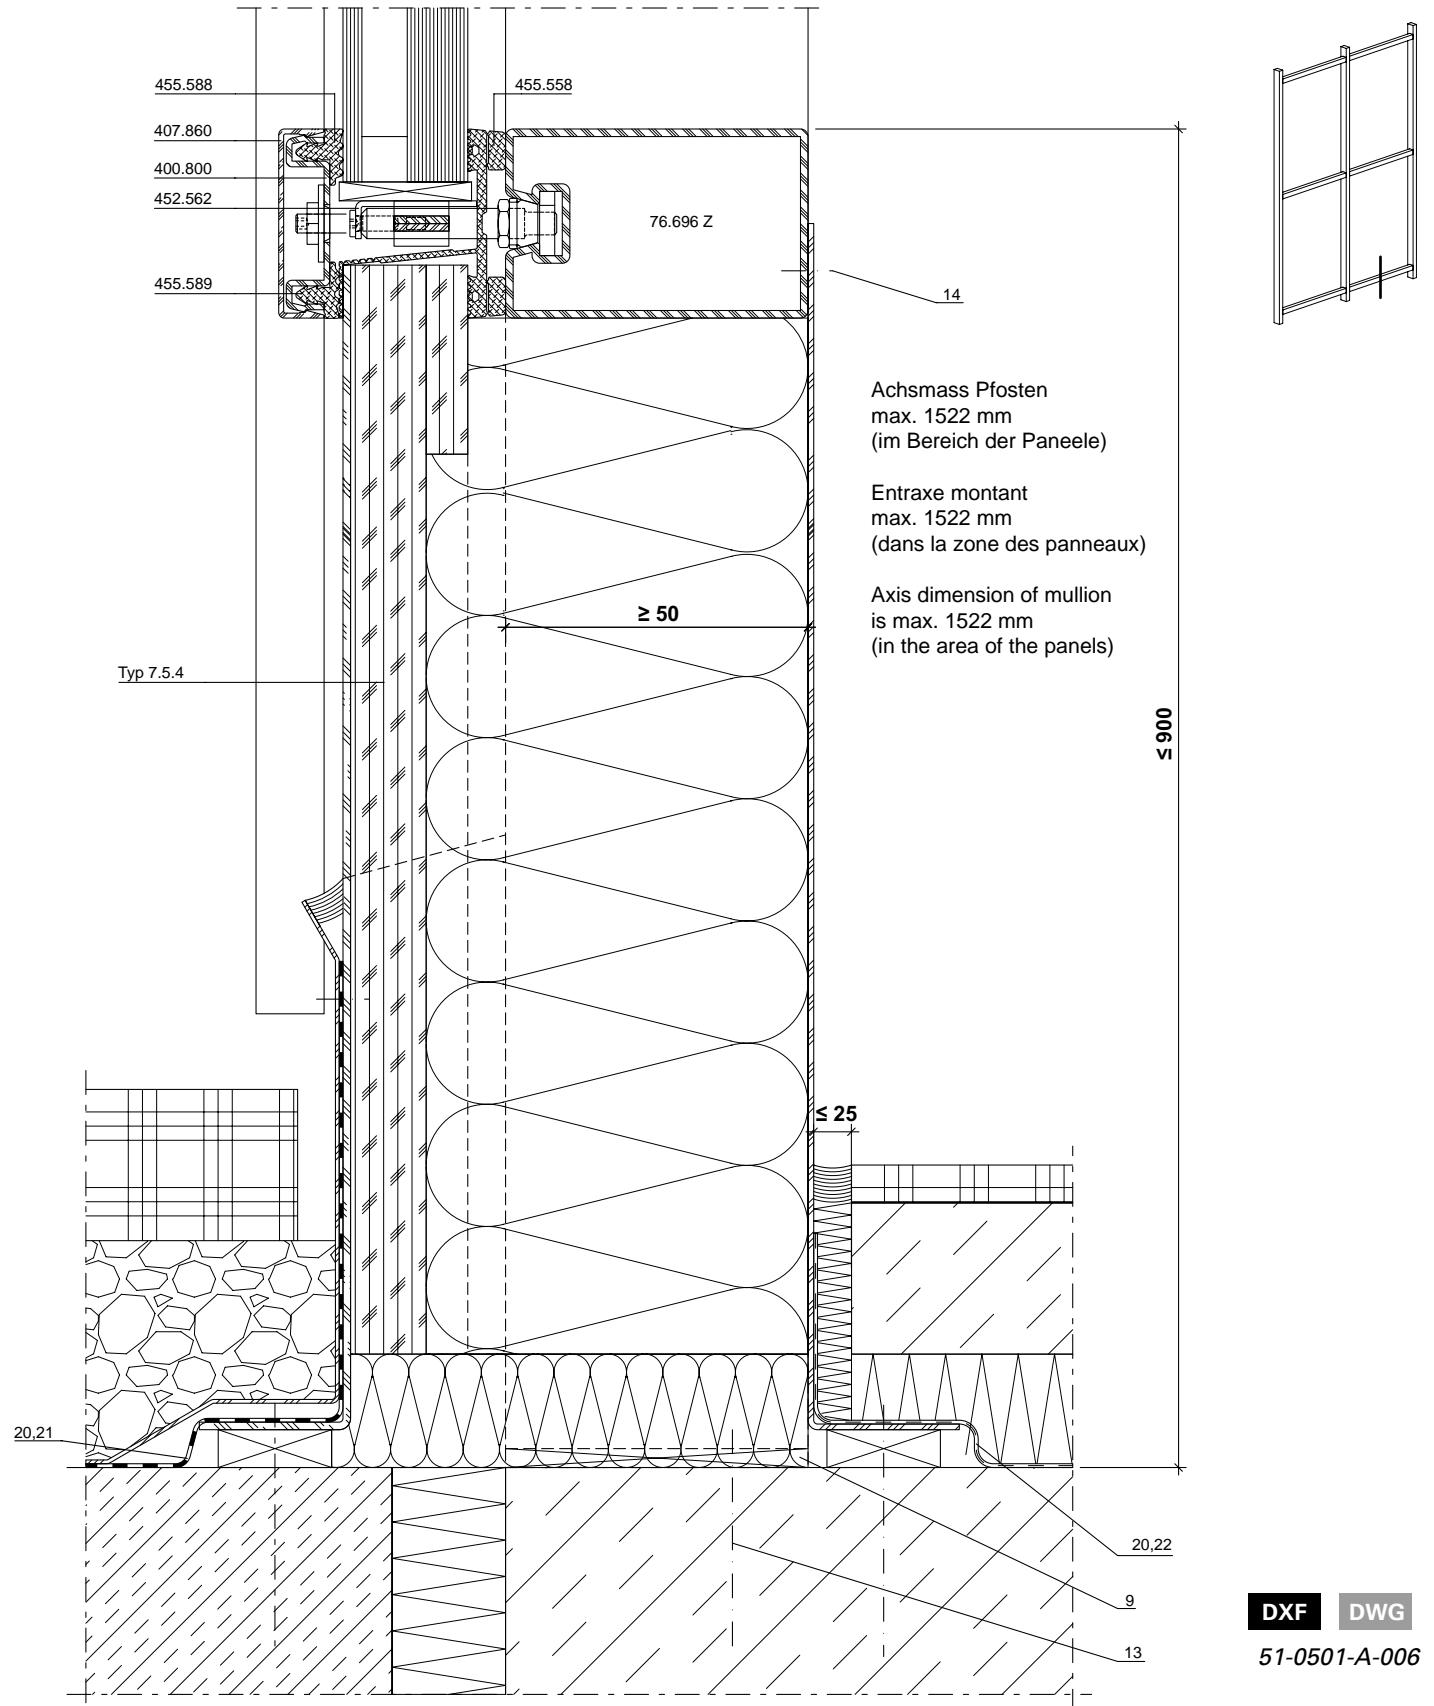 455.588
455.558
407.860
400.800
452.562
76.696 Z
455.589
14
Achsmass Pfosten
max. 1522 mm
(im Bereich der Paneele)
Entraxe montant
max. 1522 mm
(dans la zone des panneaux)
Axis dimension of mullion
is max. 1522 mm
(in the area of the panels)
≥ 50
Typ 7.5.4
≤ 900
≤ 25
20,21
20,22
9
13
DXF DWG
51-0501-A-006